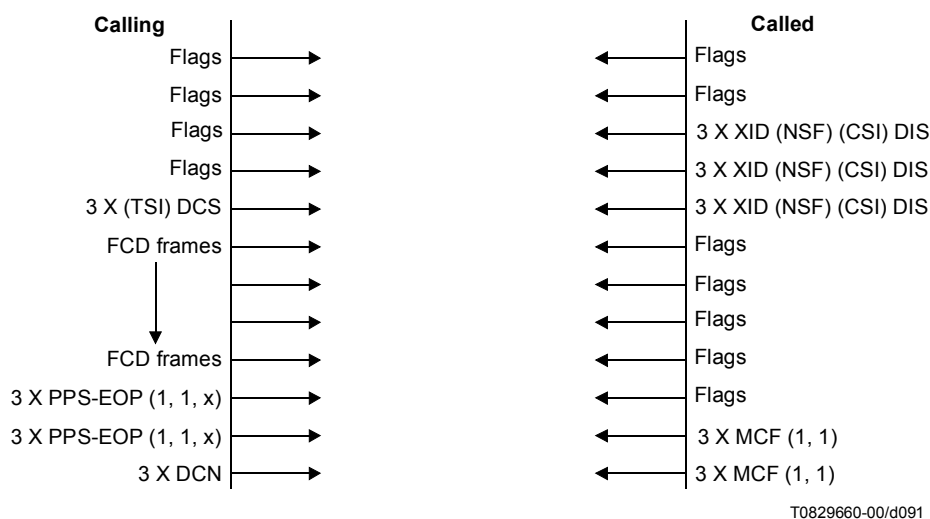 Calling Called
Flags Flags
Flags Flags
Flags 3 X XID (NSF) (CSI) DIS
Flags 3 X XID (NSF) (CSI) DIS
3 X (TSI) DCS 3 X XID (NSF) (CSI) DIS
FCD frames Flags
Flags
Flags
FCD frames Flags
3 X PPS-EOP (1, 1, x) Flags
3 X PPS-EOP (1, 1, x) 3 X MCF (1, 1)
3 X DCN 3 X MCF (1, 1)
T0829660-00/d091